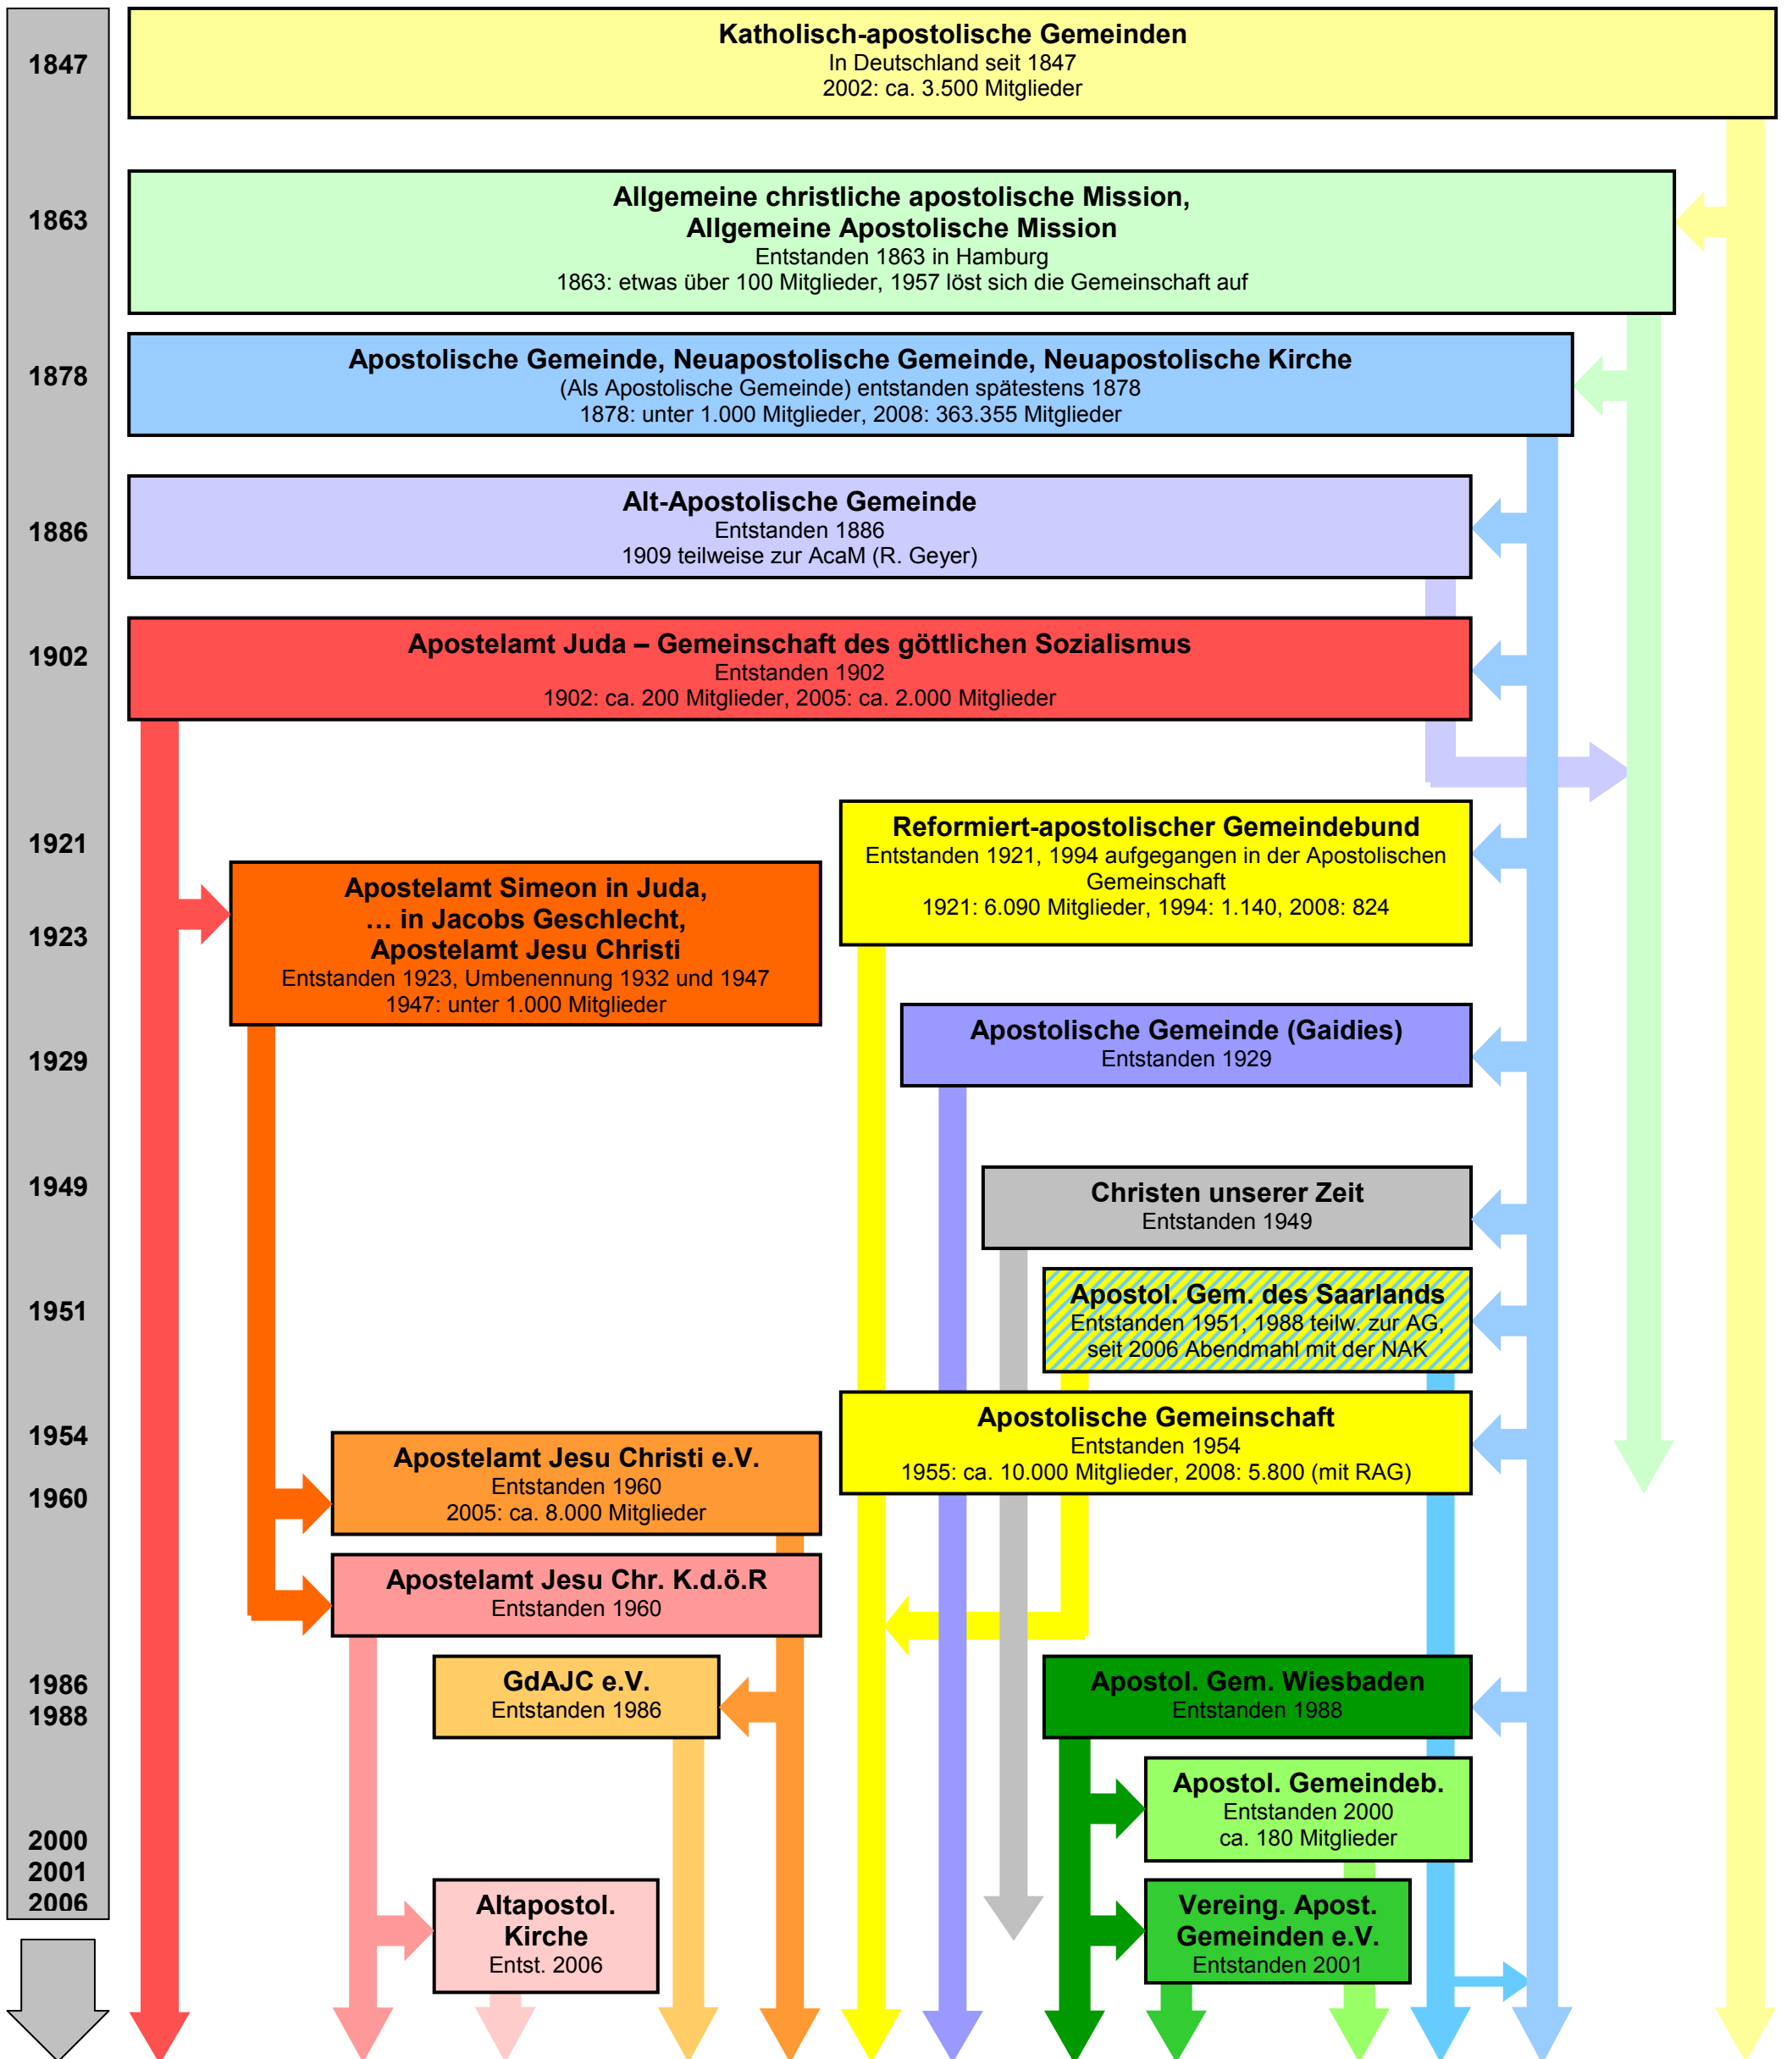 1847
Katholisch-apostolische Gemeinden
In Deutschland seit 1847
2002: ca. 3.500 Mitglieder
1863
Allgemeine christliche apostolische Mission,
Allgemeine Apostolische Mission
Entstanden 1863 in Hamburg
1863: etwas über 100 Mitglieder, 1957 löst sich die Gemeinschaft auf
1878
Apostolische Gemeinde, Neuapostolische Gemeinde, Neuapostolische Kirche
(Als Apostolische Gemeinde) entstanden spätestens 1878
1878: unter 1.000 Mitglieder, 2008: 363.355 Mitglieder
1886
Alt-Apostolische Gemeinde
Entstanden 1886
1909 teilweise zur AcaM (R. Geyer)
1902
Apostelamt Juda – Gemeinschaft des göttlichen Sozialismus
Entstanden 1902
1902: ca. 200 Mitglieder, 2005: ca. 2.000 Mitglieder
1921
Reformiert-apostolischer Gemeindebund
Entstanden 1921, 1994 aufgegangen in der Apostolischen
Gemeinschaft
1921: 6.090 Mitglieder, 1994: 1.140, 2008: 824
1923
Apostelamt Simeon in Juda,
… in Jacobs Geschlecht,
Apostelamt Jesu Christi
Entstanden 1923, Umbenennung 1932 und 1947
1947: unter 1.000 Mitglieder
1929
Apostolische Gemeinde (Gaidies)
Entstanden 1929
1949
Christen unserer Zeit
Entstanden 1949
1951
Apostol. Gem. des Saarlands
Entstanden 1951, 1988 teilw. zur AG,
seit 2006 Abendmahl mit der NAK
1954
Apostolische Gemeinschaft
Entstanden 1954
1955: ca. 10.000 Mitglieder, 2008: 5.800 (mit RAG)
1960
Apostelamt Jesu Christi e.V.
Entstanden 1960
2005: ca. 8.000 Mitglieder
Apostelamt Jesu Chr. K.d.ö.R
Entstanden 1960
1986
1988
GdAJC e.V.
Entstanden 1986
Apostol. Gem. Wiesbaden
Entstanden 1988
Apostol. Gemeindeb.
Entstanden 2000
ca. 180 Mitglieder
2000
2001
2006
Altapostol.
Kirche
Entst. 2006
Vereing. Apost.
Gemeinden e.V.
Entstanden 2001